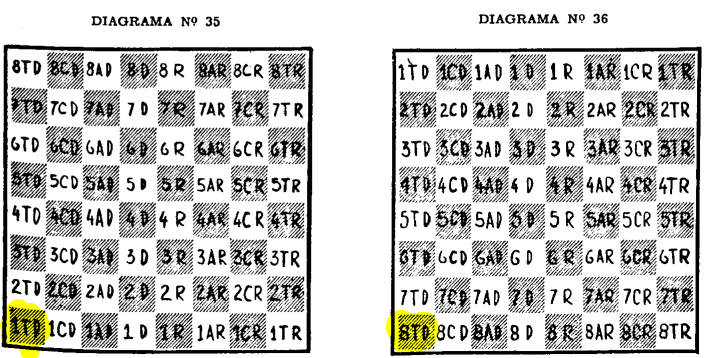 DIAGRAMA Nº 35
8TD 8CD 8AD 8D 8R 8AR 8CR 8TR
7TD 7CD 7AD 7D 7R 7AR 7CR 7TR
6TD 6CD 6AD 6D 6R 6AR 6CR 6TR
5TD 5CD 5AD 5D 5R 5AR 5CR 5TR
4TD 4CD 4AD 4D 4R 4AR 4CR 4TR
3TD 3CD 3AD 3D 3R 3AR 3CR 3TR
2TD 2CD 2AD 2D 2R 2AR 2CR 2TR
1TD 1CD 1AD 1D 1R 1AR 1CR 1TR
DIAGRAMA Nº 36
1TD 1CD 1AD 1D 1R 1AR 1CR 1TR
2TD 2CD 2AD 2D 2R 2AR 2CR 2TR
3TD 3CD 3AD 3D 3R 3AR 3CR 3TR
4TD 4CD 4AD 4D 4R 4AR 4CR 4TR
5TD 5CD 5AD 5D 5R 5AR 5CR 5TR
6TD 6CD 6AD 6D 6R 6AR 6CR 6TR
7TD 7CD 7AD 7D 7R 7AR 7CR 7TR
8TD 8CD 8AD 8D 8R 8AR 8CR 8TR